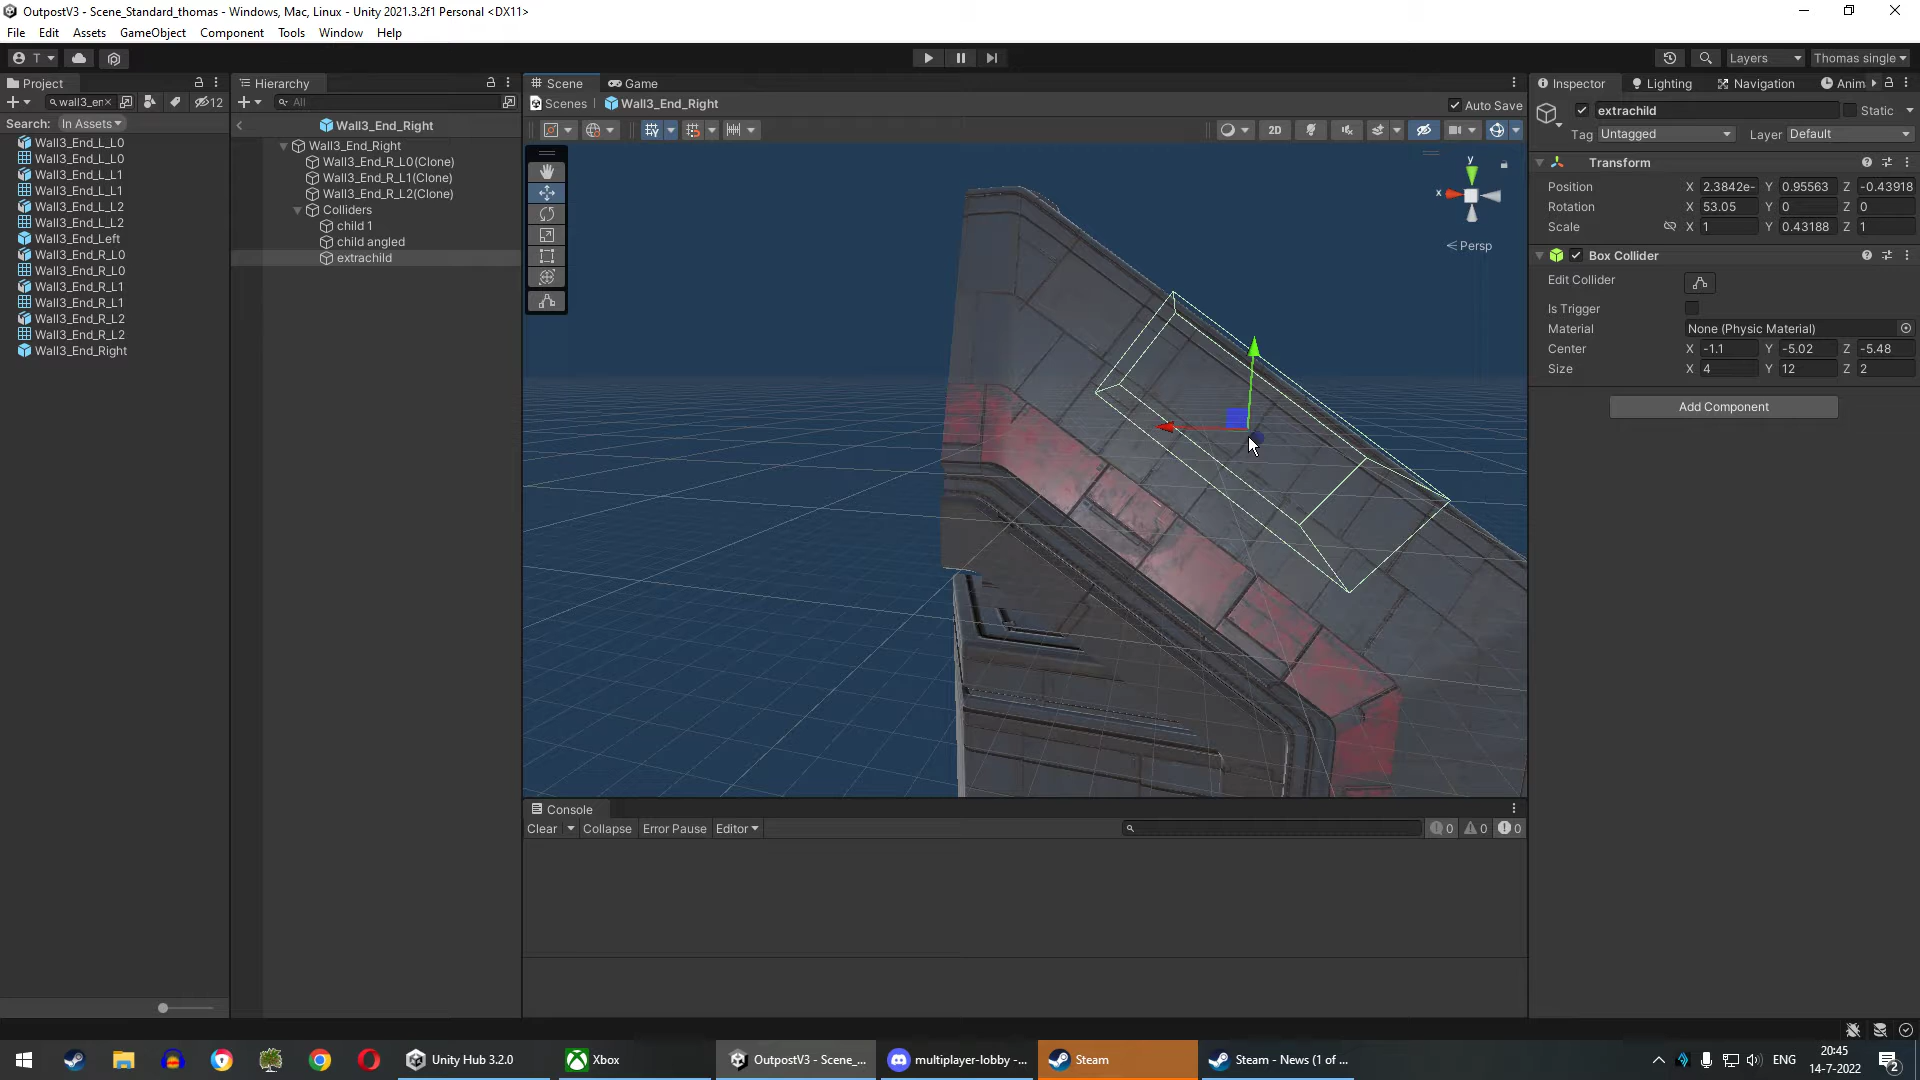 OutpostV3 - Scene_Standard_thomas - Windows, Mac, Linux - Unity 2021.3.2f1 Personal <DX11>
File Edit Assets GameObject Component Tools Window Help
T
Layers
Thomas single
Project
Hierarchy
Scene
Game
Inspector
Lighting
Navigation
Anim
wall3_en
12
All
Scenes
Wall3_End_Right
Auto Save
extrachild
Static
Search: In Assets
Wall3_End_Right
2D
Tag Untagged
Layer Default
Wall3_End_L_L0
Wall3_End_L_L0
Wall3_End_L_L1
Wall3_End_L_L1
Wall3_End_L_L2
Wall3_End_L_L2
Wall3_End_Left
Wall3_End_R_L0
Wall3_End_R_L0
Wall3_End_R_L1
Wall3_End_R_L1
Wall3_End_R_L2
Wall3_End_R_L2
Wall3_End_Right
Wall3_End_Right
Wall3_End_R_L0(Clone)
Wall3_End_R_L1(Clone)
Wall3_End_R_L2(Clone)
Colliders
child 1
child angled
extrachild
y
x
Persp
Transform
Position X 2.3842e- Y 0.95563 Z -0.43918
Rotation X 53.05 Y 0 Z 0
Scale X 1 Y 0.43188 Z 1
Box Collider
Edit Collider
Is Trigger
Material None (Physic Material)
Center X -1.1 Y -5.02 Z -5.48
Size X 4 Y 12 Z 2
Add Component
Console
Clear Collapse Error Pause Editor
0 0 0
Unity Hub 3.2.0
Xbox
OutpostV3 - Scene_...
multiplayer-lobby -...
Steam
Steam - News (1 of ...
ENG
20:45
14-7-2022
2